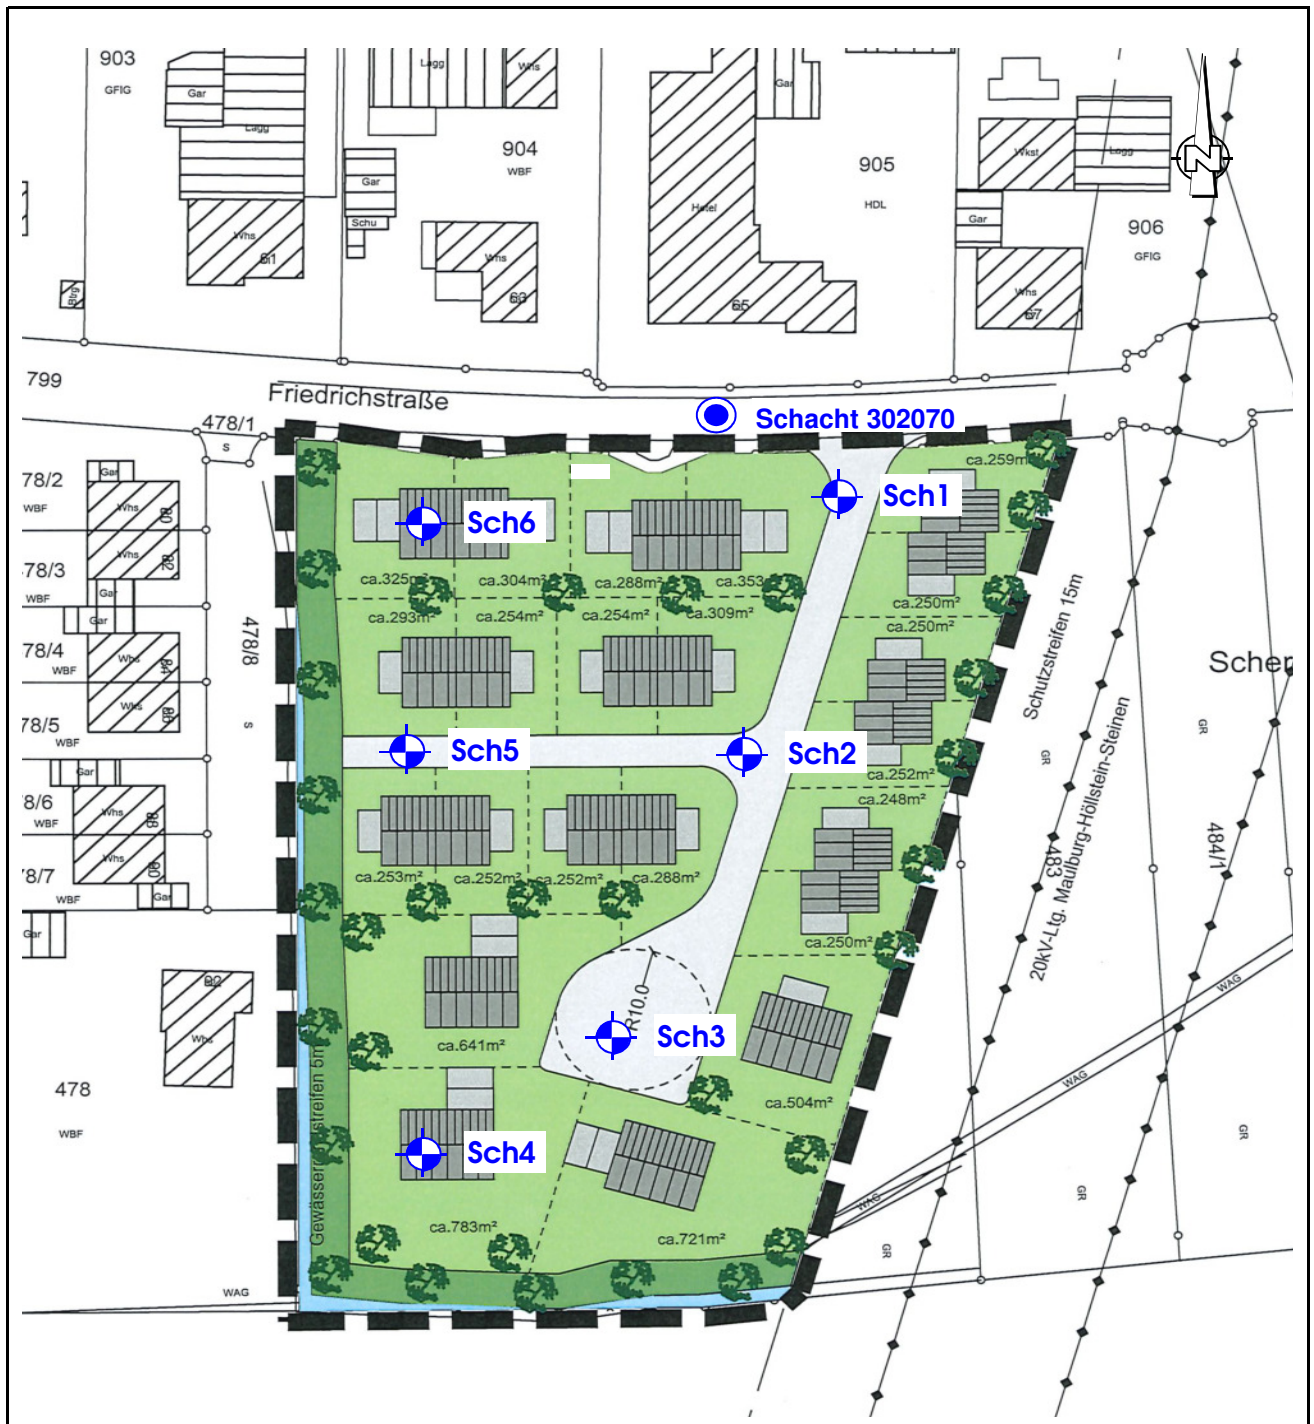 903
GFIG
Gar
Lagg
Whs
61
Btrg
Lagg
Whs
904
WBF
Gar
Schu
Whs
63
Gar
905
HDL
Hotel
65
Wkst
Lagg
Gar
906
GFIG
Whs
67
N
799
Friedrichstraße
478/1
S
Schacht 302070
78/2
WBF
Gar
Whs
80
78/3
WBF
Whs
82
Gar
Gar
78/4
WBF
Whs
84
Whs
86
78/5
WBF
Gar
78/6
WBF
Whs
88
Whs
90
78/7
WBF
Gar
Gar
478/8
S
92
Whs
478
WBF
WAG
Sch6
Sch1
ca.259m²
ca.325m²
ca.304m²
ca.288m²
ca.353m²
ca.250m²
ca.293m²
ca.254m²
ca.254m²
ca.309m²
ca.250m²
Sch5
Sch2
ca.252m²
ca.248m²
ca.253m²
ca.252m²
ca.252m²
ca.288m²
ca.250m²
R10.0
Sch3
ca.641m²
ca.504m²
Sch4
ca.783m²
ca.721m²
Schutzstreifen 15m
GR
483
20kV-Ltg. Maulburg-Höllstein-Steinen
Scher
GR
484/1
WAG
WAG
WAG
GR
GR
GR